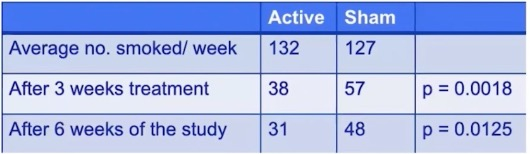 Active Sham
Average no. smoked/ week 132 127
After 3 weeks treatment 38 57 p = 0.0018
After 6 weeks of the study 31 48 p = 0.0125